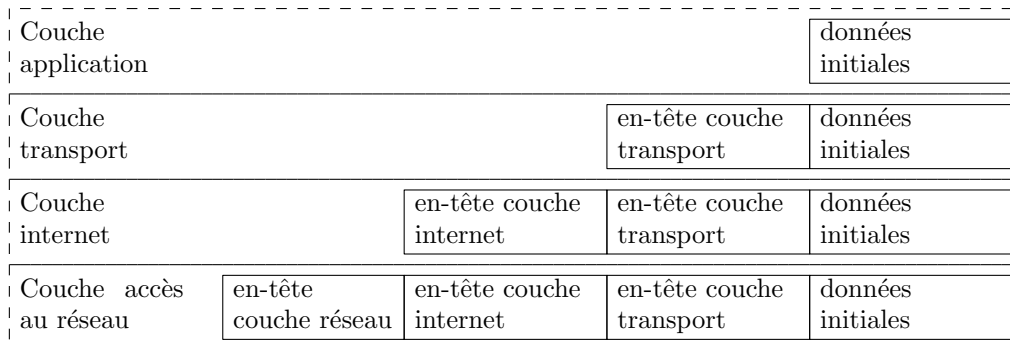 Couche
application
données
initiales
Couche
transport
en-tête couche
transport
données
initiales
Couche
internet
en-tête couche
internet
en-tête couche
transport
données
initiales
Couche accès
au réseau
en-tête
couche réseau
en-tête couche
internet
en-tête couche
transport
données
initiales